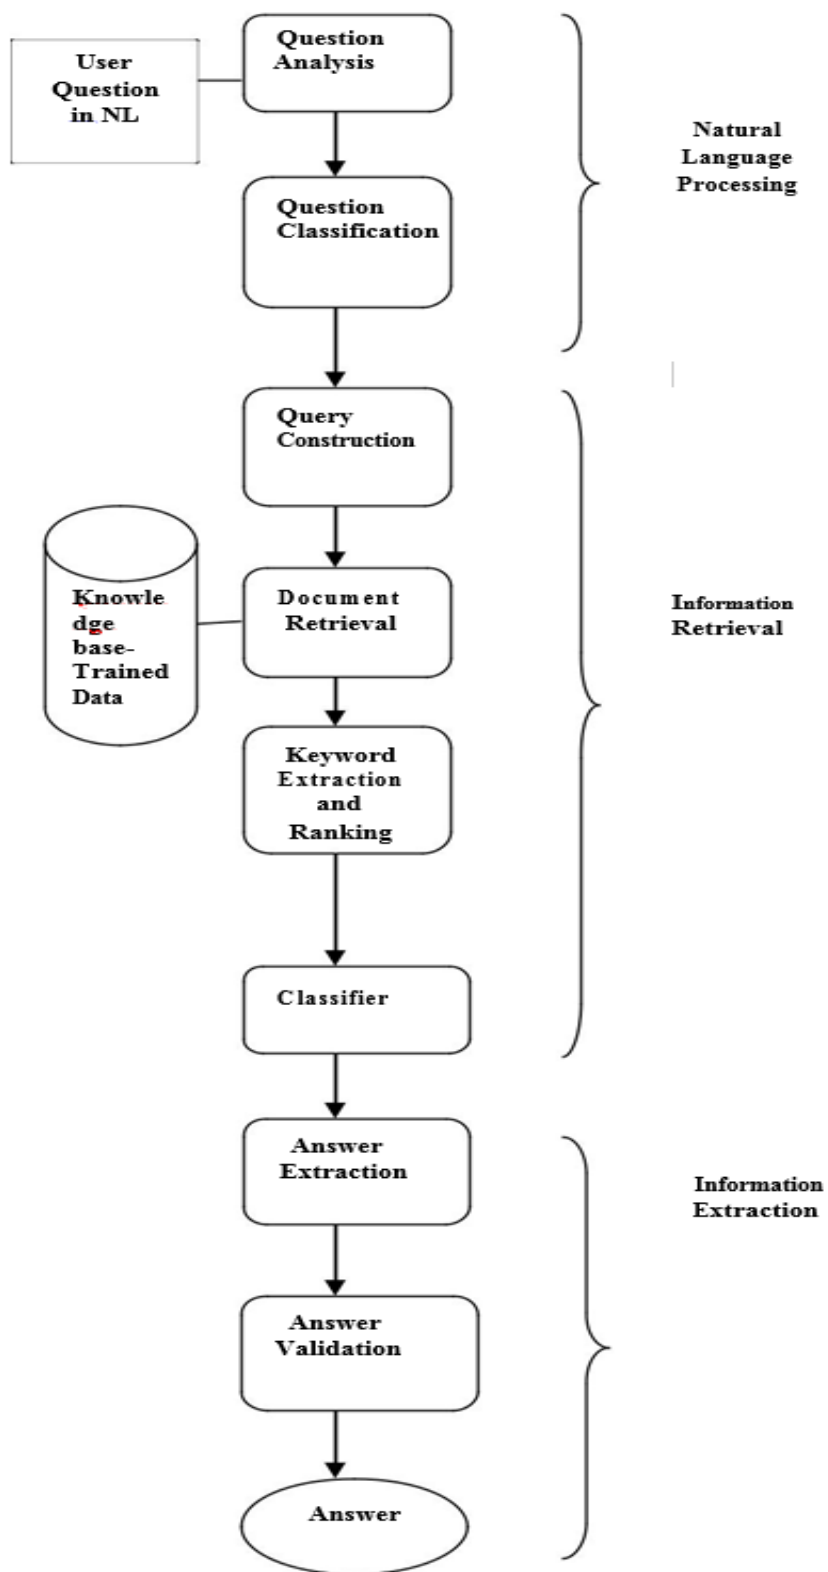 Question
Analysis
User
Question
in NL
Natural
Language
Processing
Question
Classification
Query
Construction
Knowle
dge
base-
Trained
Data
Document
Retrieval
Information
Retrieval
Keyword
Extraction
and
Ranking
Classifier
Answer
Extraction
Information
Extraction
Answer
Validation
Answer